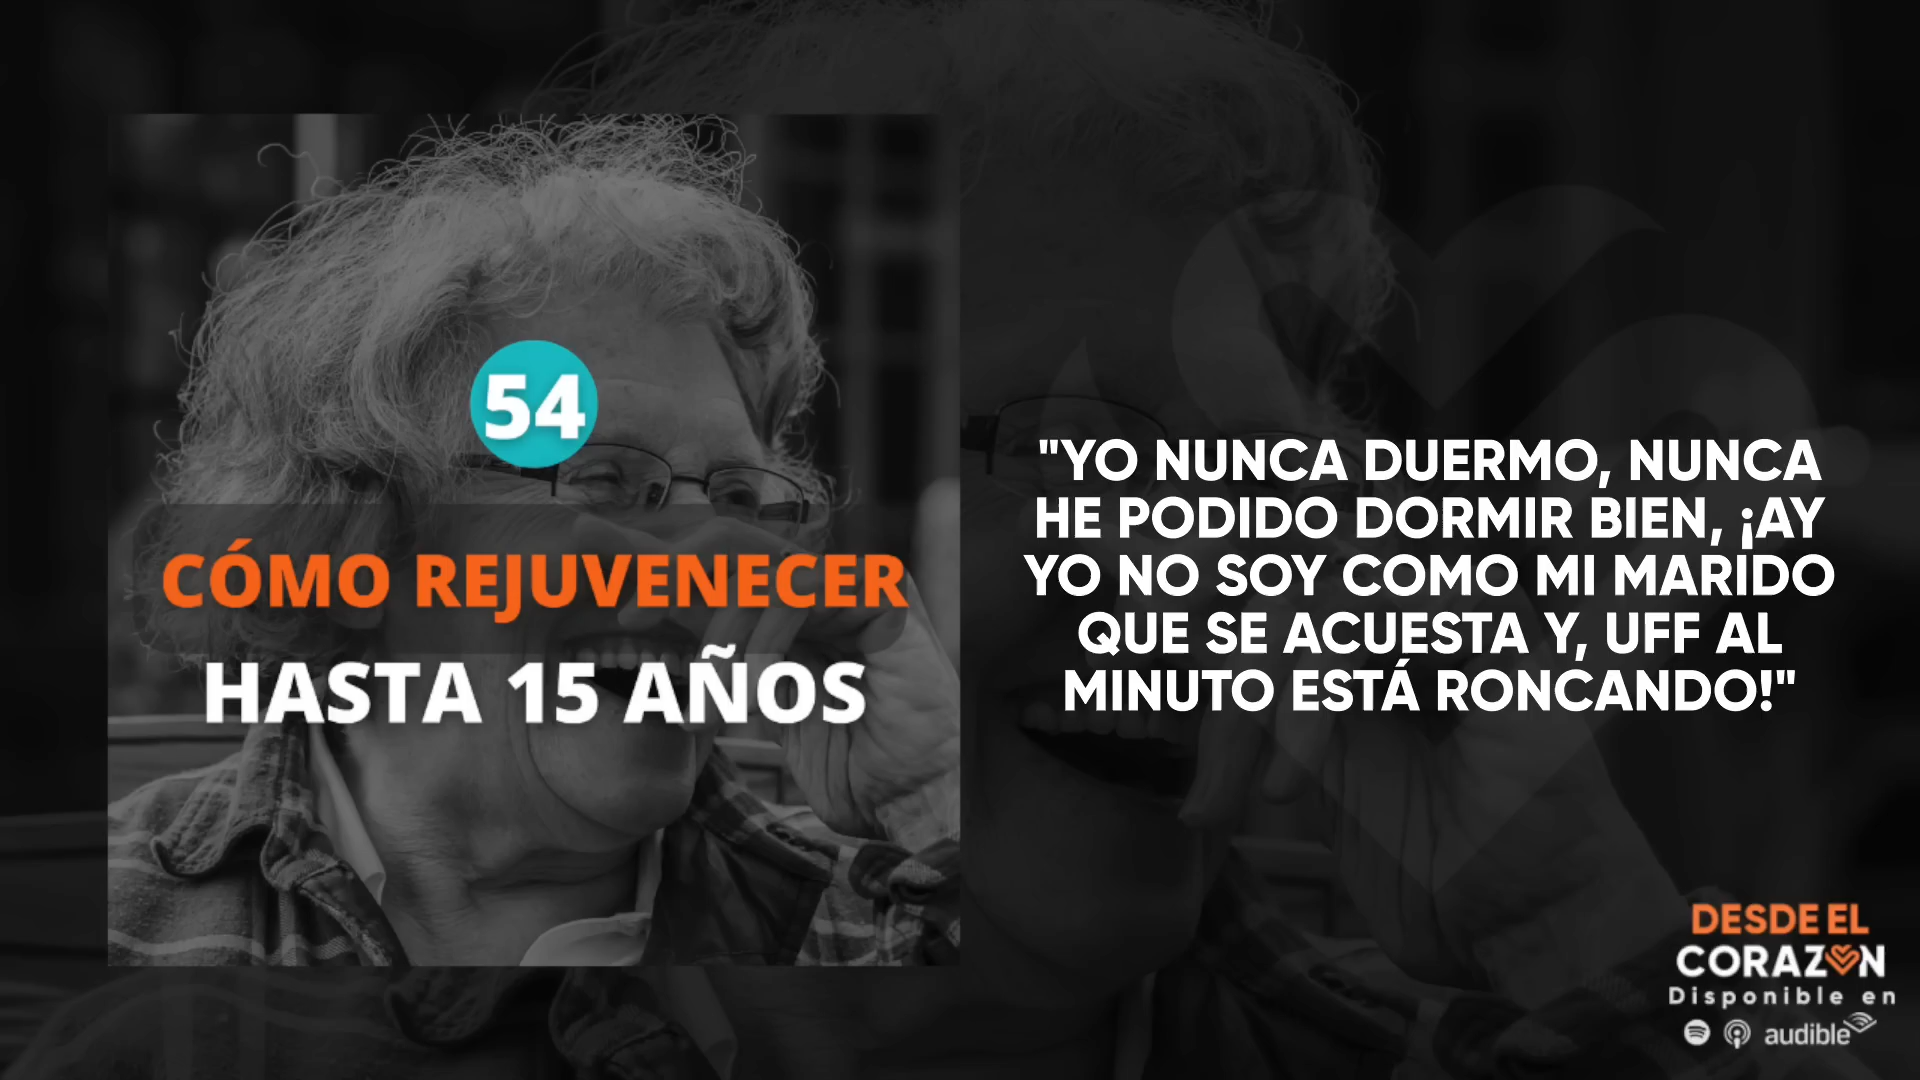 54
CÓMO REJUVENECER
HASTA 15 AÑOS
"YO NUNCA DUERMO, NUNCA
HE PODIDO DORMIR BIEN, ¡AY
YO NO SOY COMO MI MARIDO
QUE SE ACUESTA Y, UFF AL
MINUTO ESTÁ RONCANDO!"
DESDE EL
CORAZÓN
Disponible en
audible